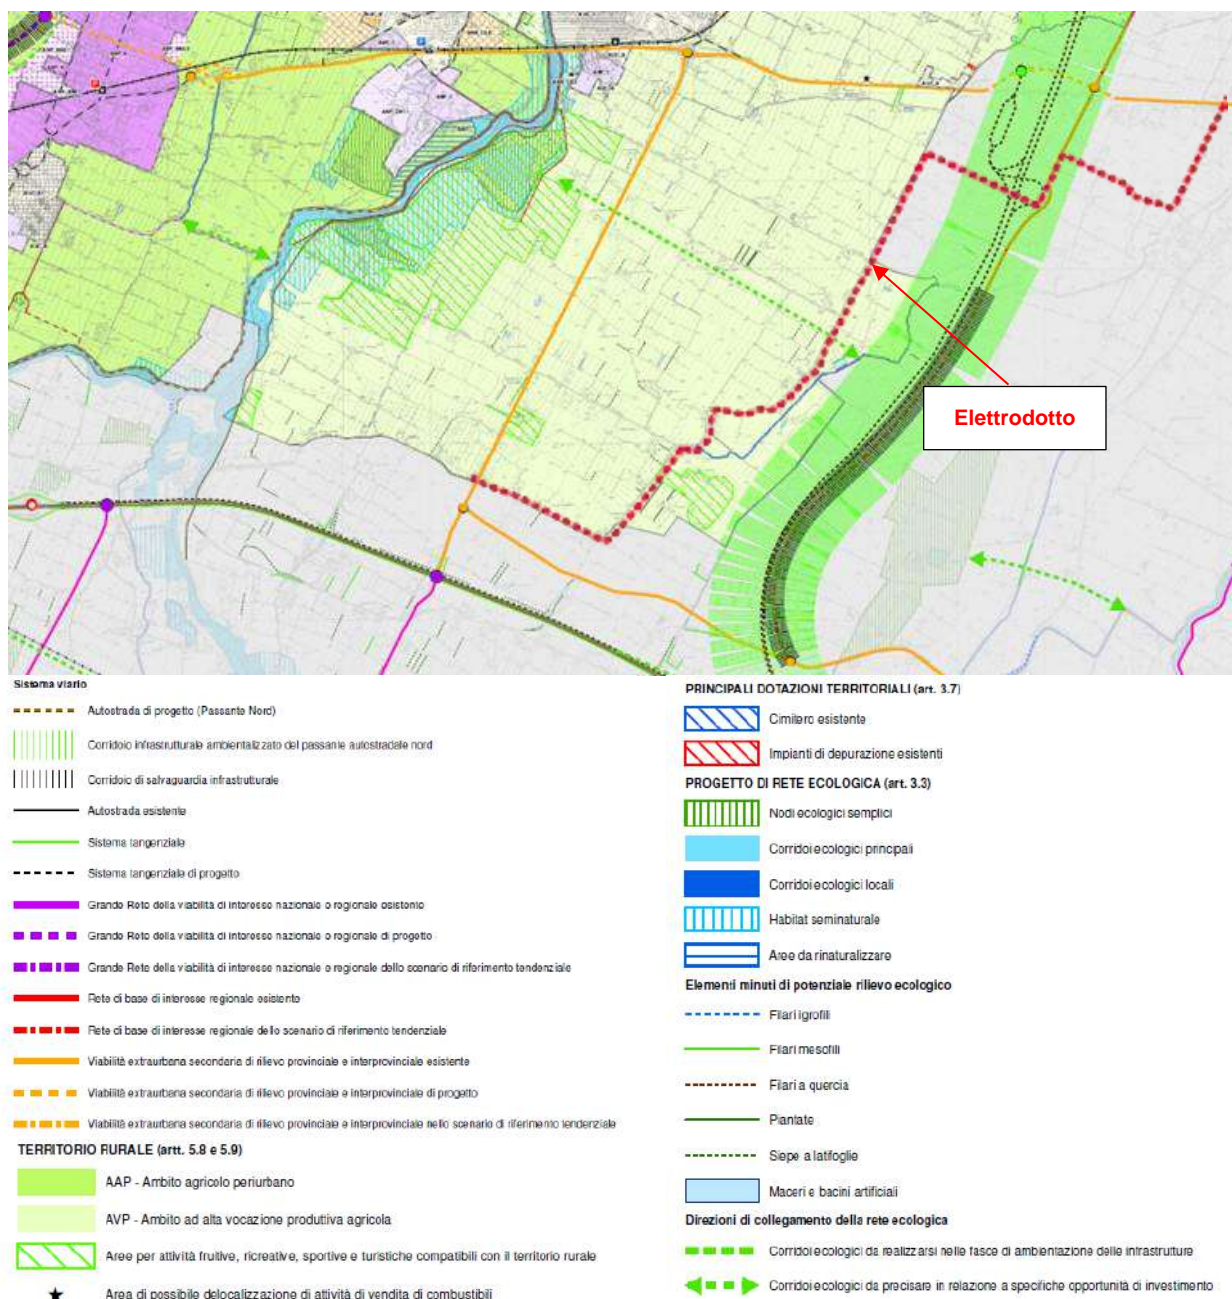 Elettrodotto
Sistema viario
Autostrada di progetto (Passante Nord)
Corridoio infrastrutturale ambientalizzato del passante autostradale nord
Corridoio di salvaguardia infrastrutturale
Autostrada esistente
Sistema tangenziale
Sistema tangenziale di progetto
Grande Rete della viabilità di interesse nazionale o regionale esistente
Grande Rete della viabilità di interesse nazionale o regionale di progetto
Grande Rete della viabilità di interesse nazionale e regionale dello scenario di riferimento tendenziale
Rete di base di interesse regionale esistente
Rete di base di interesse regionale dello scenario di riferimento tendenziale
Viabilità extraurbana secondaria di rilievo provinciale e interprovinciale esistente
Viabilità extraurbana secondaria di rilievo provinciale e interprovinciale di progetto
Viabilità extraurbana secondaria di rilievo provinciale e interprovinciale nello scenario di riferimento tendenziale
TERRITORIO RURALE (artt. 5.8 e 5.9)
AAP - Ambito agricolo periurbano
AVP - Ambito ad alta vocazione produttiva agricola
Aree per attività fruitive, ricreative, sportive e turistiche compatibili con il territorio rurale
Area di possibile delocalizzazione di attività di vendita di combustibili
PRINCIPALI DOTAZIONI TERRITORIALI (art. 3.7)
Cimitero esistente
Impianti di depurazione esistenti
PROGETTO DI RETE ECOLOGICA (art. 3.3)
Nodi ecologici semplici
Corridoi ecologici principali
Corridoi ecologici locali
Habitat seminaturale
Aree da rinaturalizzare
Elementi minuti di potenziale rilievo ecologico
Filari igrofili
Filari mesofili
Filari a quercia
Piantate
Siepe a latifoglie
Maceri e bacini artificiali
Direzioni di collegamento della rete ecologica
Corridoi ecologici da realizzarsi nelle fasce di ambientazione delle infrastrutture
Corridoi ecologici da precisare in relazione a specifiche opportunità di investimento